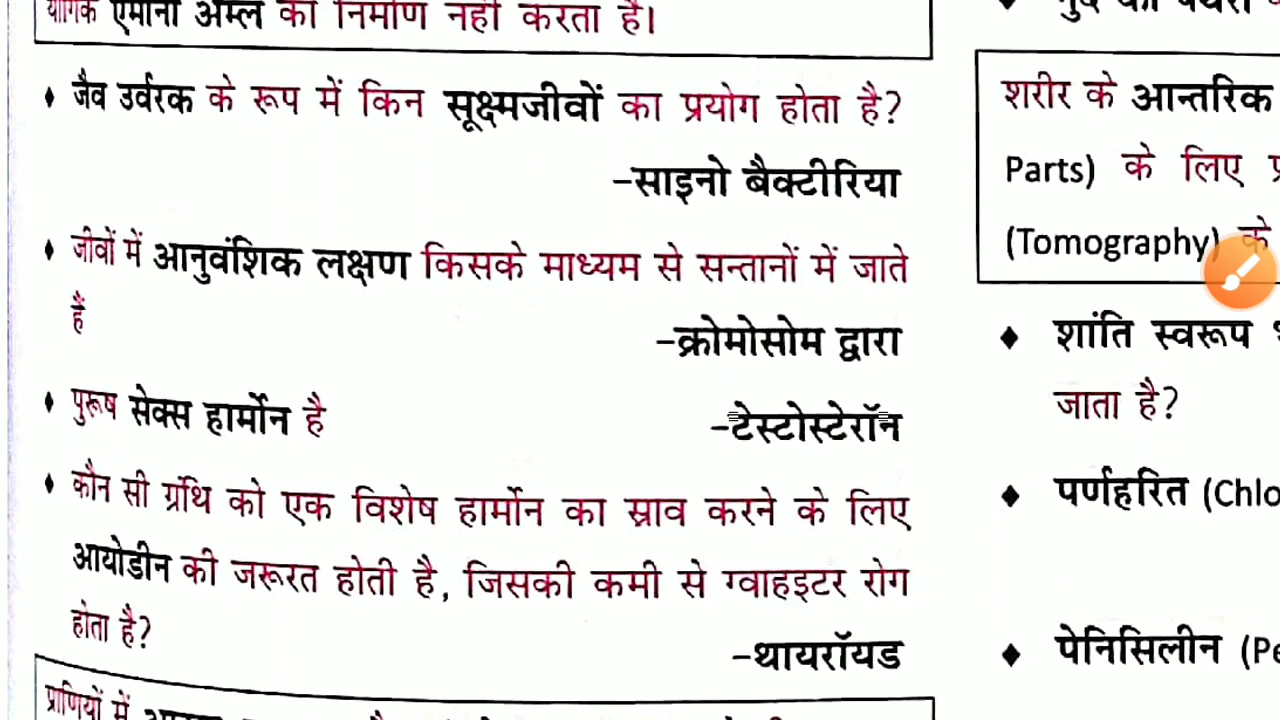 यौगिक एमीनो अम्ल का निर्माण नहीं करता है।
♦ जैव उर्वरक के रूप में किन सूक्ष्मजीवों का प्रयोग होता है?
–साइनो बैक्टीरिया
♦ जीवों में आनुवंशिक लक्षण किसके माध्यम से सन्तानों में जाते
हैं
–क्रोमोसोम द्वारा
♦ पुरूष सेक्स हार्मोन है –टेस्टोस्टेरॉन
♦ कौन सी ग्रंथि को एक विशेष हार्मोन का स्राव करने के लिए
आयोडीन की जरूरत होती है, जिसकी कमी से ग्वाइटर रोग
होता है?
–थायरॉयड
प्राणियों में
शरीर के आन्तरिक
Parts) के लिए
(Tomography) के
♦ शांति स्वरूप
जाता है?
♦ पर्णहरित (Chlo
♦ पेनिसिलीन (Pe